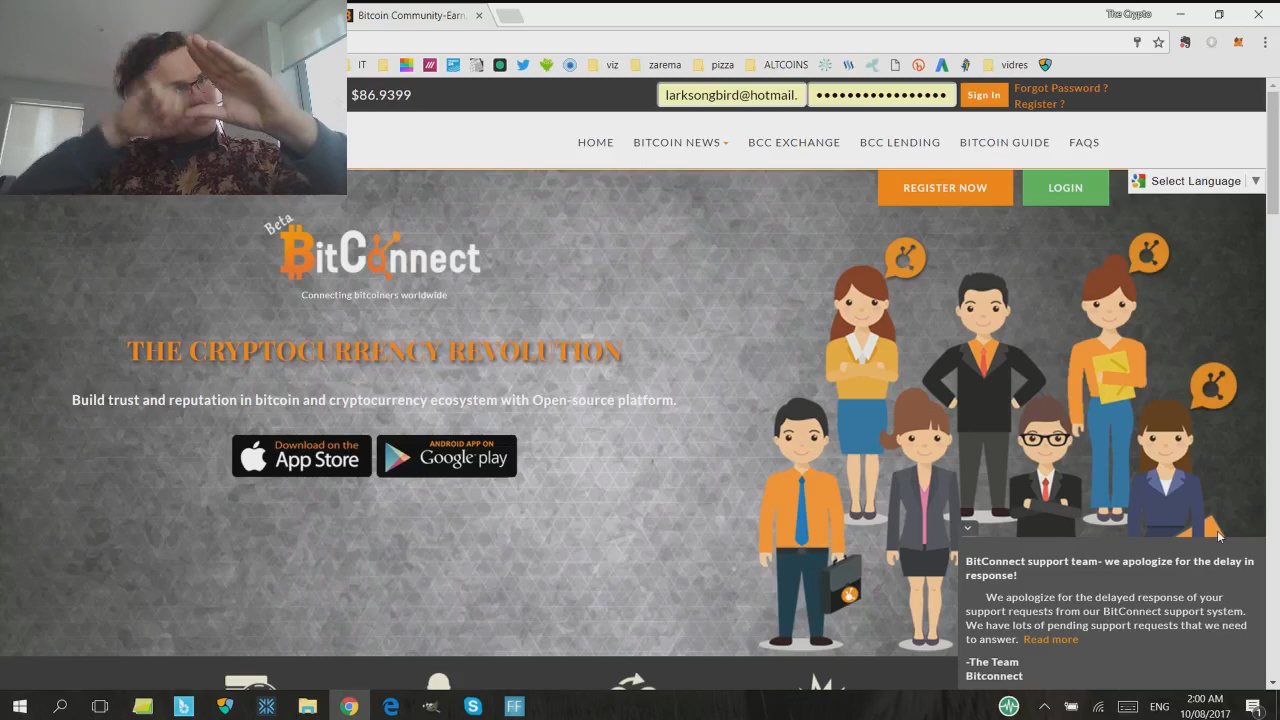 Bitcoin Community-Earn
The Crypto
IT
viz
zarema
pizza
ALTCOINS
vidres
$86.9399
larksongbird@hotmail.
Sign In
Forgot Password ?
Register ?
HOME
BITCOIN NEWS
BCC EXCHANGE
BCC LENDING
BITCOIN GUIDE
FAQS
REGISTER NOW
LOGIN
Select Language
Beta
BitConnect
Connecting bitcoiners worldwide
THE CRYPTOCURRENCY REVOLUTION
Build trust and reputation in bitcoin and cryptocurrency ecosystem with Open-source platform.
Download on the
App Store
ANDROID APP ON
Google play
BitConnect support team- we apologize for the delay in
response!
We apologize for the delayed response of your
support requests from our BitConnect support system.
We have lots of pending support requests that we need
to answer. Read more
-The Team
Bitconnect
FF
ENG
2:00 AM
10/08/2017
1